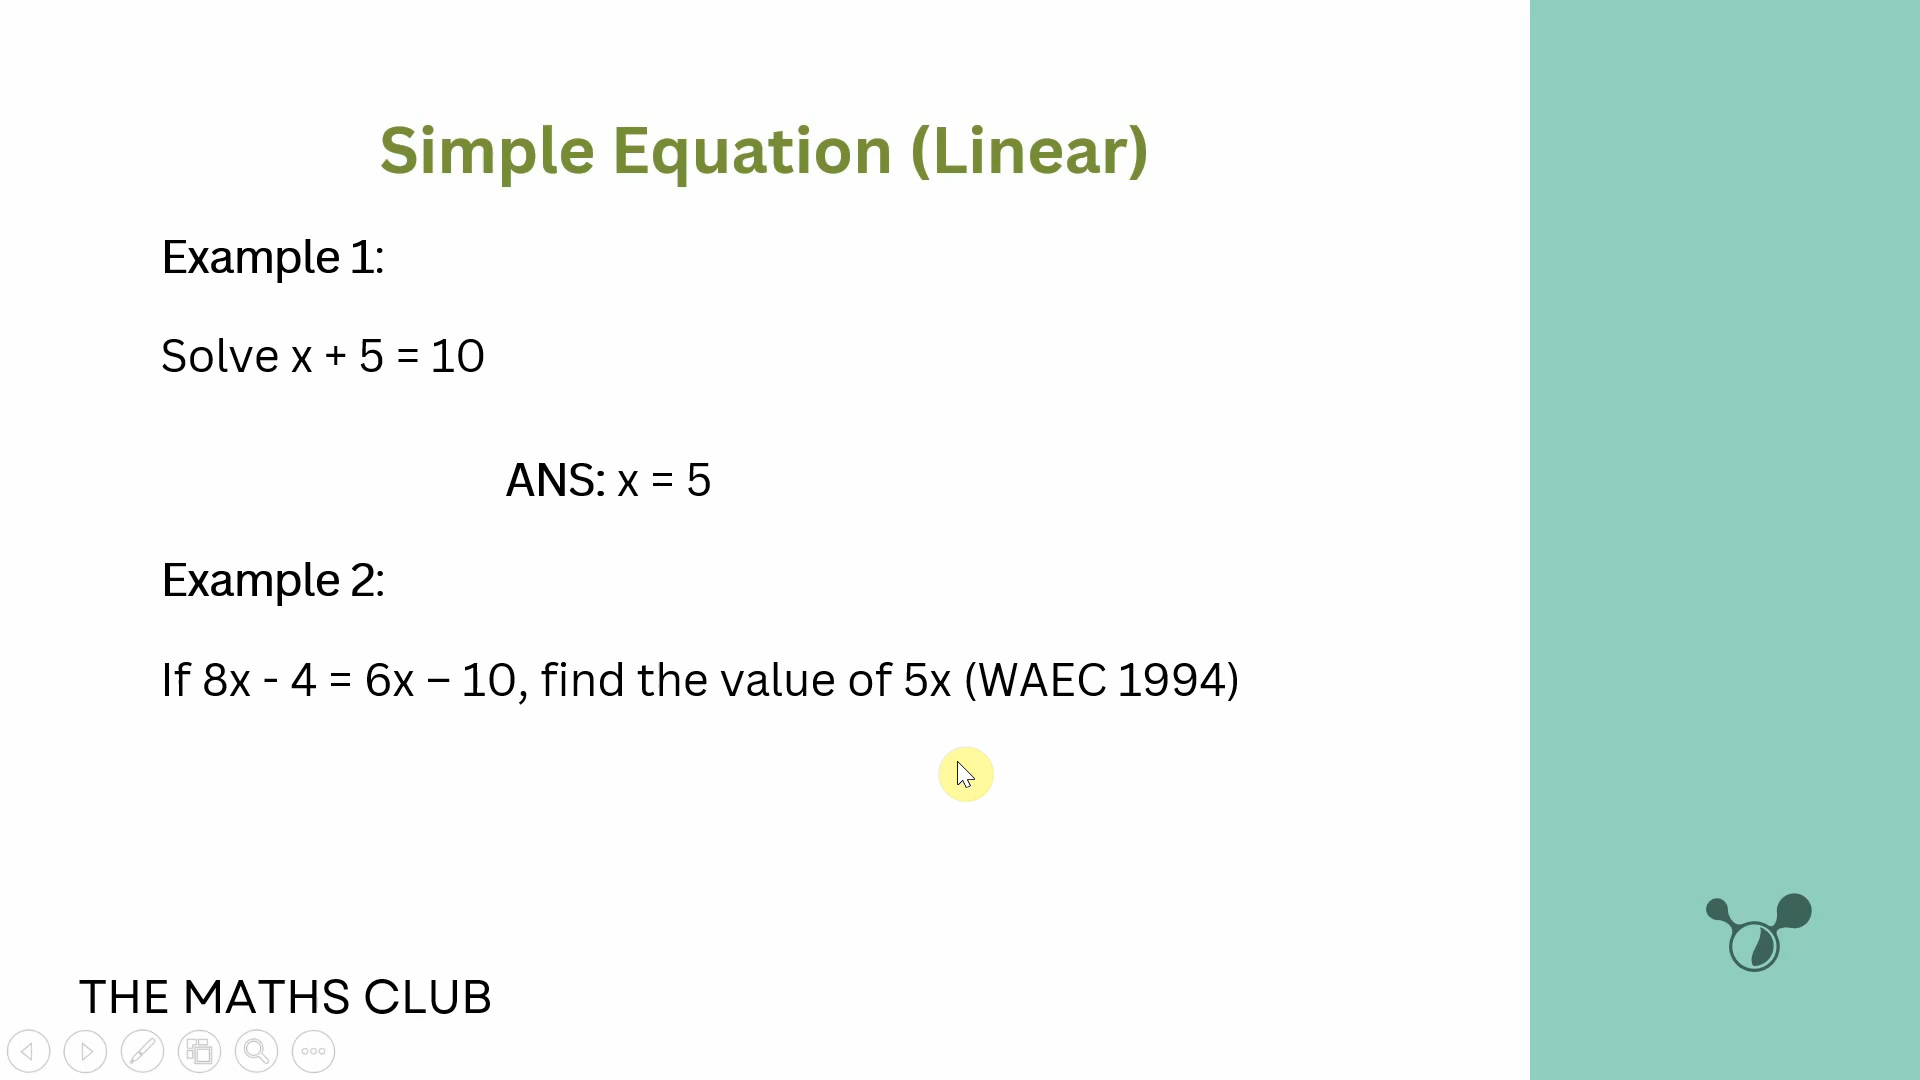 Simple Equation (Linear)
Example 1:
Solve x + 5 = 10
ANS: x = 5
Example 2:
If 8x - 4 = 6x – 10, find the value of 5x (WAEC 1994)
THE MATHS CLUB